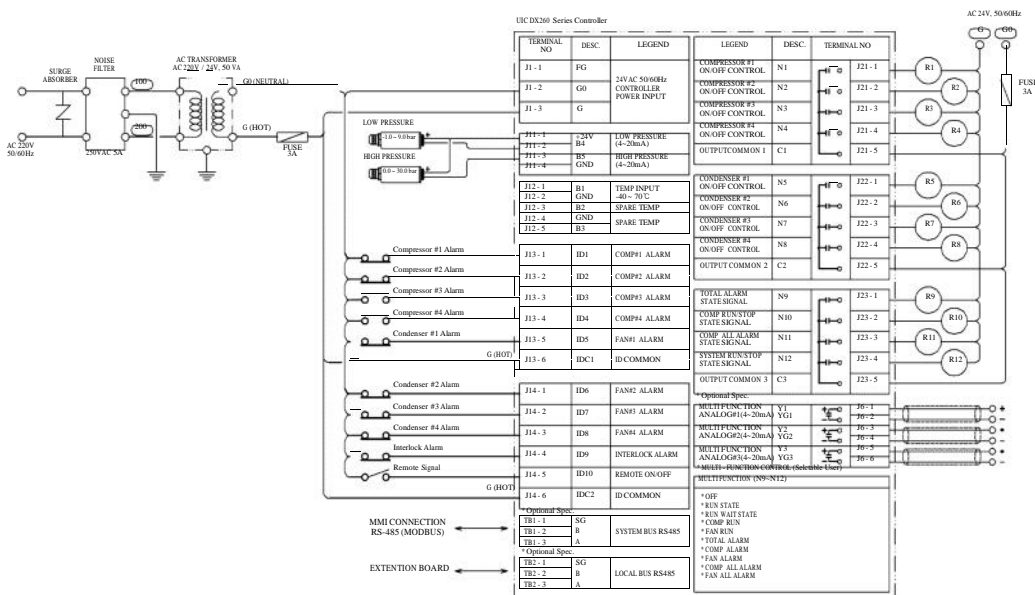 UIC DX260 Series Controller
AC 24V, 50/60Hz
G G0
FUSE
3A
SURGE
ABSORBER
NOISE
FILTER
AC TRANSFORMER
AC 220V / 24V, 50 VA
100
200
AC 220V
50/60Hz
250VAC 5A
G0 (NEUTRAL)
G (HOT)
FUSE
3A
LOW PRESSURE
-1.0 ~ 9.0 bar
HIGH PRESSURE
0.0 ~ 30.0 bar
Compressor #1 Alarm
Compressor #2 Alarm
Compressor #3 Alarm
Compressor #4 Alarm
Condenser #1 Alarm
G (HOT)
Condenser #2 Alarm
Condenser #3 Alarm
Condenser #4 Alarm
Interlock Alarm
Remote Signal
G (HOT)
MMI CONNECTION
RS-485 (MODBUS)
EXTENTION BOARD
TERMINAL
NO
DESC.
LEGEND
J1 - 1 FG
J1 - 2 G0
J1 - 3 G
24VAC 50/60HZ
CONTROLLER
POWER INPUT
J11 - 1 +24V LOW PRESSURE
J11 - 2 B4 (4~20mA)
J11 - 3 B5 HIGH PRESSURE
J11 - 4 GND (4~20mA)
J12 - 1 B1 TEMP INPUT
J12 - 2 GND -40 ~ 70℃
J12 - 3 B2 SPARE TEMP
J12 - 4 GND
J12 - 5 B3
SPARE TEMP
J13 - 1 ID1 COMP#1 ALARM
J13 - 2 ID2 COMP#2 ALARM
J13 - 3 ID3 COMP#3 ALARM
J13 - 4 ID4 COMP#4 ALARM
J13 - 5 ID5 FAN#1 ALARM
J13 - 6 IDC1 ID COMMON
J14 - 1 ID6 FAN#2 ALARM
J14 - 2 ID7 FAN#3 ALARM
J14 - 3 ID8 FAN#4 ALARM
J14 - 4 ID9 INTERLOCK ALARM
J14 - 5 ID10 REMOTE ON/OFF
J14 - 6 IDC2 ID COMMON
* Optional Spec.
TB1 - 1 SG
TB1 - 2 B SYSTEM BUS RS485
TB1 - 3 A
* Optional Spec.
TB2 - 1 SG
TB2 - 2 B LOCAL BUS RS485
TB2 - 3 A
LEGEND DESC. TERMINAL NO
COMPRESSOR #1
ON/OFF CONTROL N1 J21 - 1 R1
COMPRESSOR #2
ON/OFF CONTROL N2 J21 - 2 R2
COMPRESSOR #3
ON/OFF CONTROL N3 J21 - 3 R3
COMPRESSOR #4
ON/OFF CONTROL N4 J21 - 4 R4
OUTPUTCOMMON 1 C1 J21 - 5
CONDENSER #1
ON/OFF CONTROL N5 J22 - 1 R5
CONDENSER #2
ON/OFF CONTROL N6 J22 - 2 R6
CONDENSER #3
ON/OFF CONTROL N7 J22 - 3 R7
CONDENSER #4
ON/OFF CONTROL N8 J22 - 4 R8
OUTPUT COMMON 2 C2 J22 - 5
TOTAL ALARM
STATE SIGNAL N9 J23 - 1 R9
COMP RUN/STOP
STATE SIGNAL N10 J23 - 2 R10
COMP ALL ALARM
STATE SIGNAL N11 J23 - 3 R11
SYSTEM RUN/STOP
STATE SIGNAL N12 J23 - 4 R12
OUTPUT COMMON 3 C3 J23 - 5
* Optional Spec.
MULTI FUNCTION Y1 J6 - 1 +
ANALOG#1(4~20mA) YG1 J6 - 2 −
MULTI FUNCTION Y2 J6 - 3 +
ANALOG#2(4~20mA) YG2 J6 - 4 −
MULTI FUNCTION Y3 J6 - 5 +
ANALOG#3(4~20mA) YG3 J6 - 6 −
* MULTI - FUNCTION CONTROL (Selectable User)
MULTI FUNCTION (N9~N12)
* OFF
* RUN STATE
* RUN WAIT STATE
* COMP RUN
* FAN RUN
* TOTAL ALARM
* COMP ALARM
* FAN ALARM
* COMP ALL ALARM
* FAN ALL ALARM